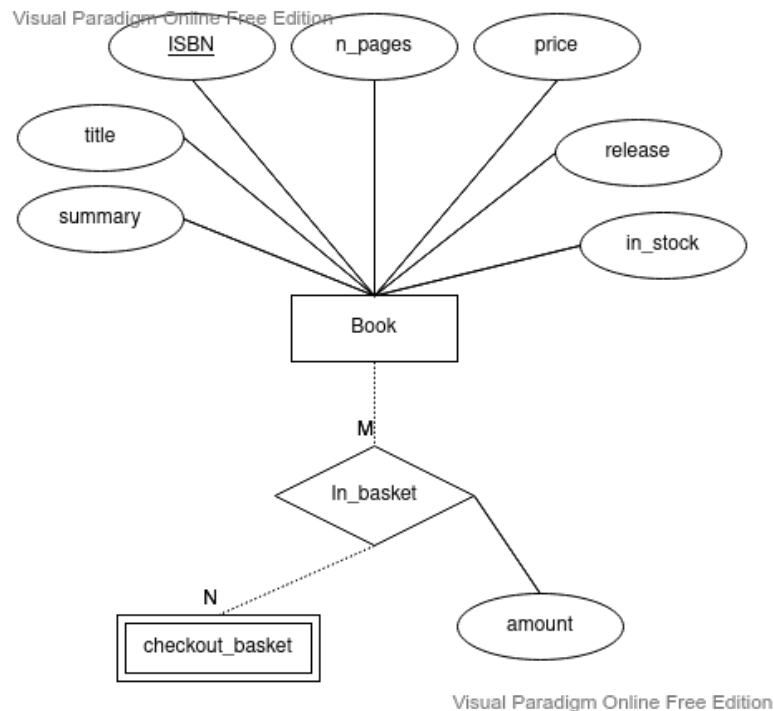 Visual Paradigm Online Free Edition
ISBN
n_pages
price
title
release
summary
in_stock
Book
M
In_basket
N
amount
checkout_basket
Visual Paradigm Online Free Edition